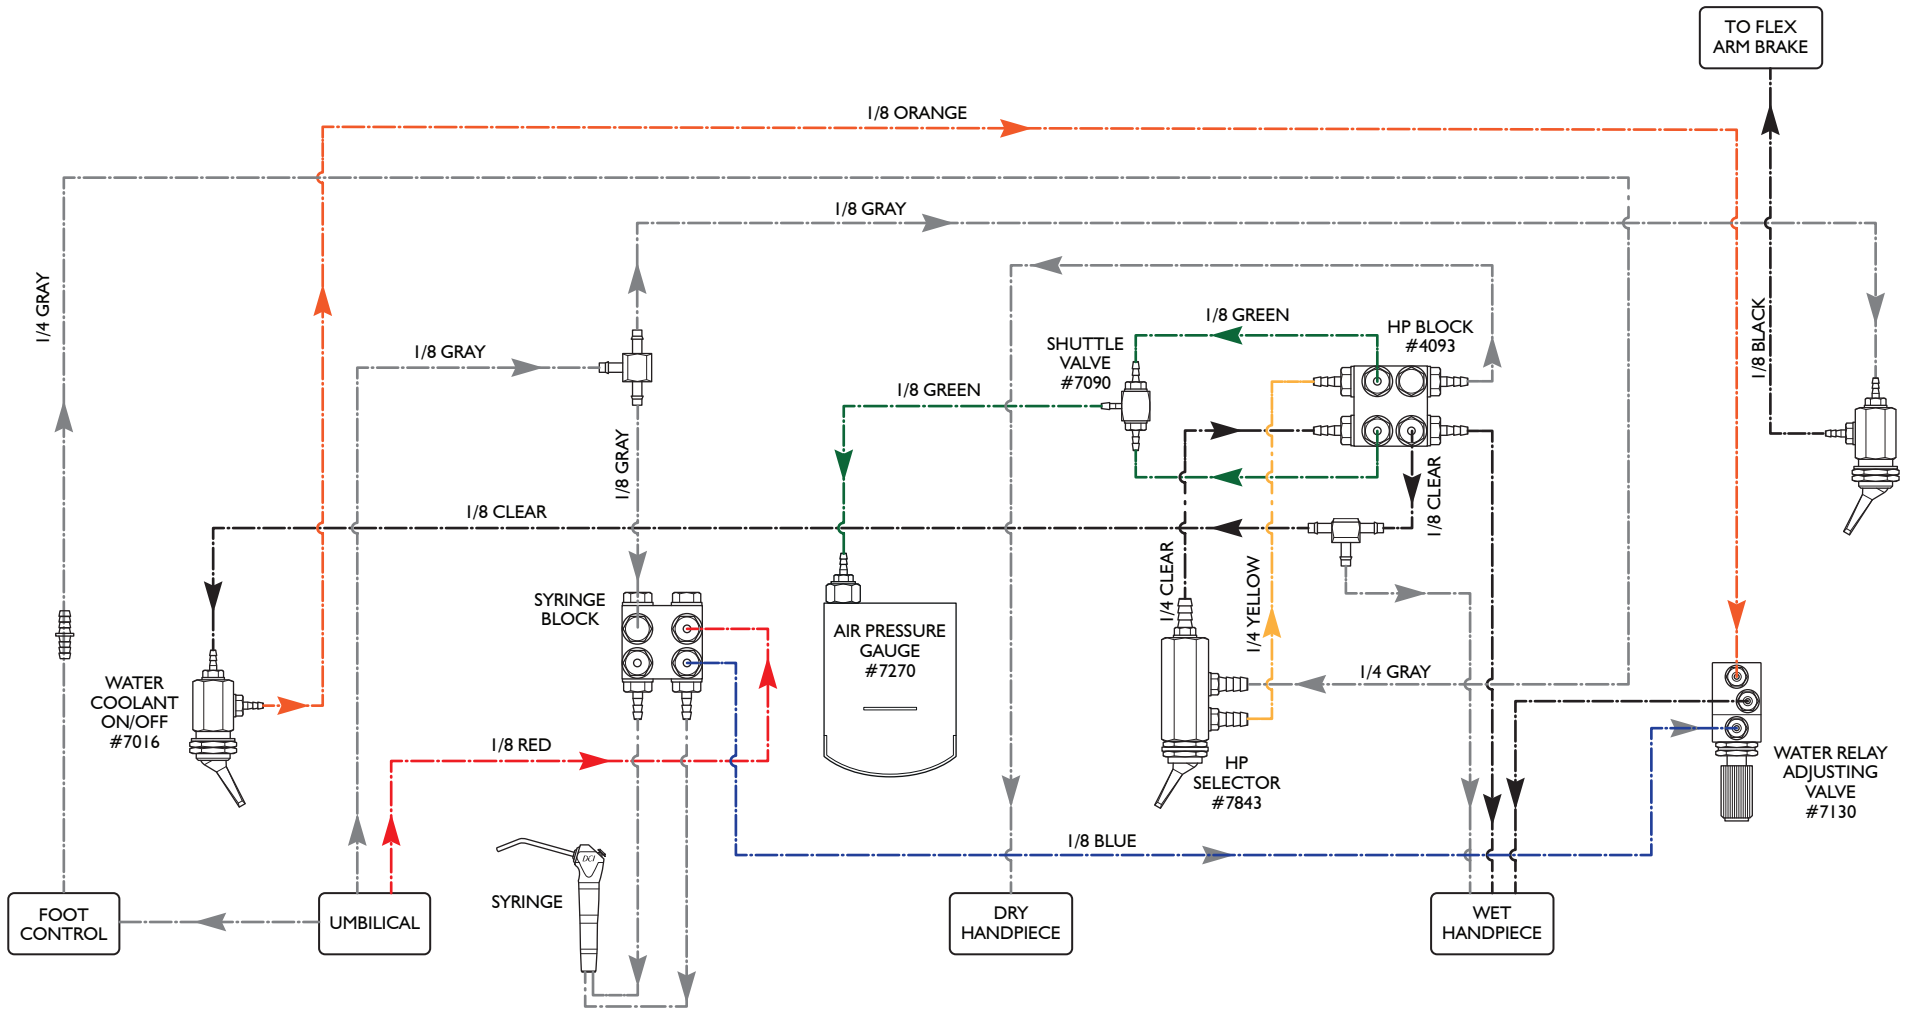 TO FLEX
ARM BRAKE
1/8 ORANGE
1/8 GRAY
1/4 GRAY
1/8 GREEN
HP BLOCK
#4093
SHUTTLE
VALVE
#7090
1/8 BLACK
1/8 GRAY
1/8 GREEN
1/8 GRAY
1/8 CLEAR
1/8 CLEAR
1/4 CLEAR
1/4 YELLOW
SYRINGE
BLOCK
AIR PRESSURE
GAUGE
#7270
1/4 GRAY
WATER
COOLANT
ON/OFF
#7016
1/8 RED
HP
SELECTOR
#7843
WATER RELAY
ADJUSTING
VALVE
#7130
1/8 BLUE
DCI
SYRINGE
FOOT
CONTROL
UMBILICAL
DRY
HANDPIECE
WET
HANDPIECE